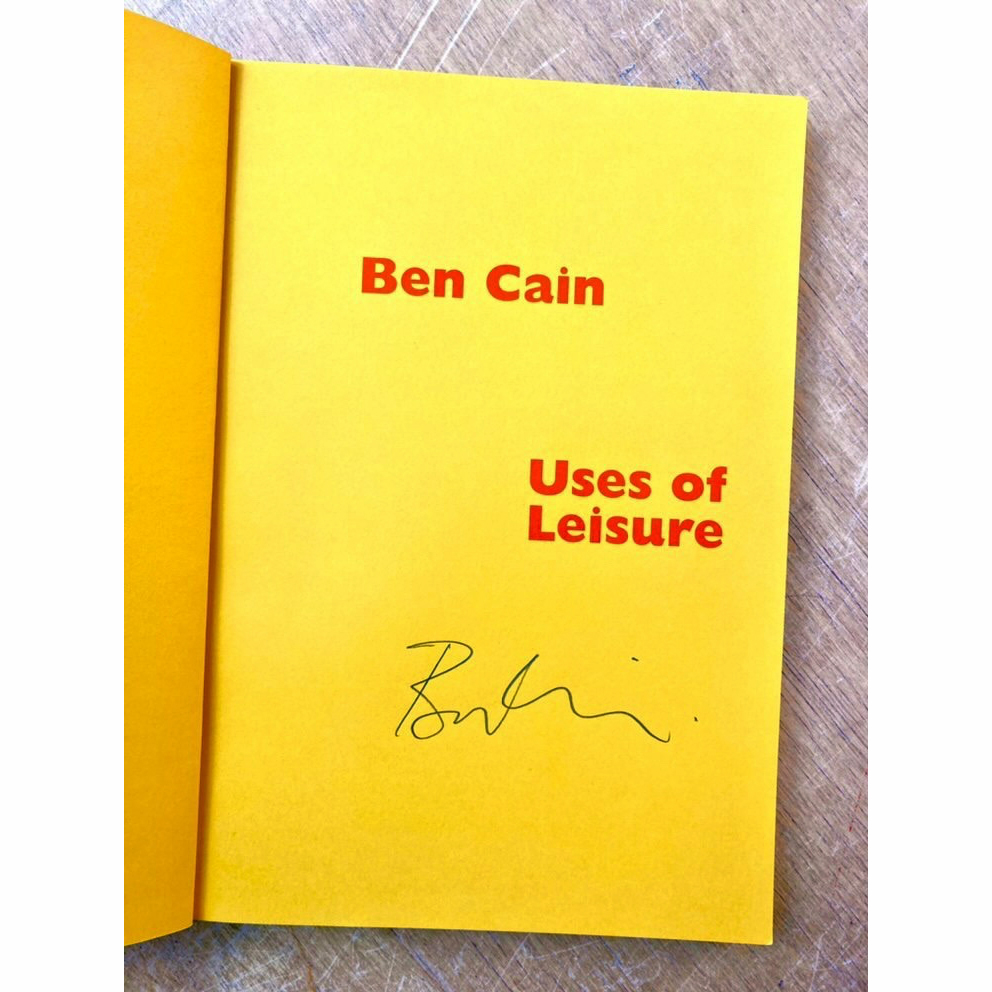 Ben Cain
Uses of
Leisure